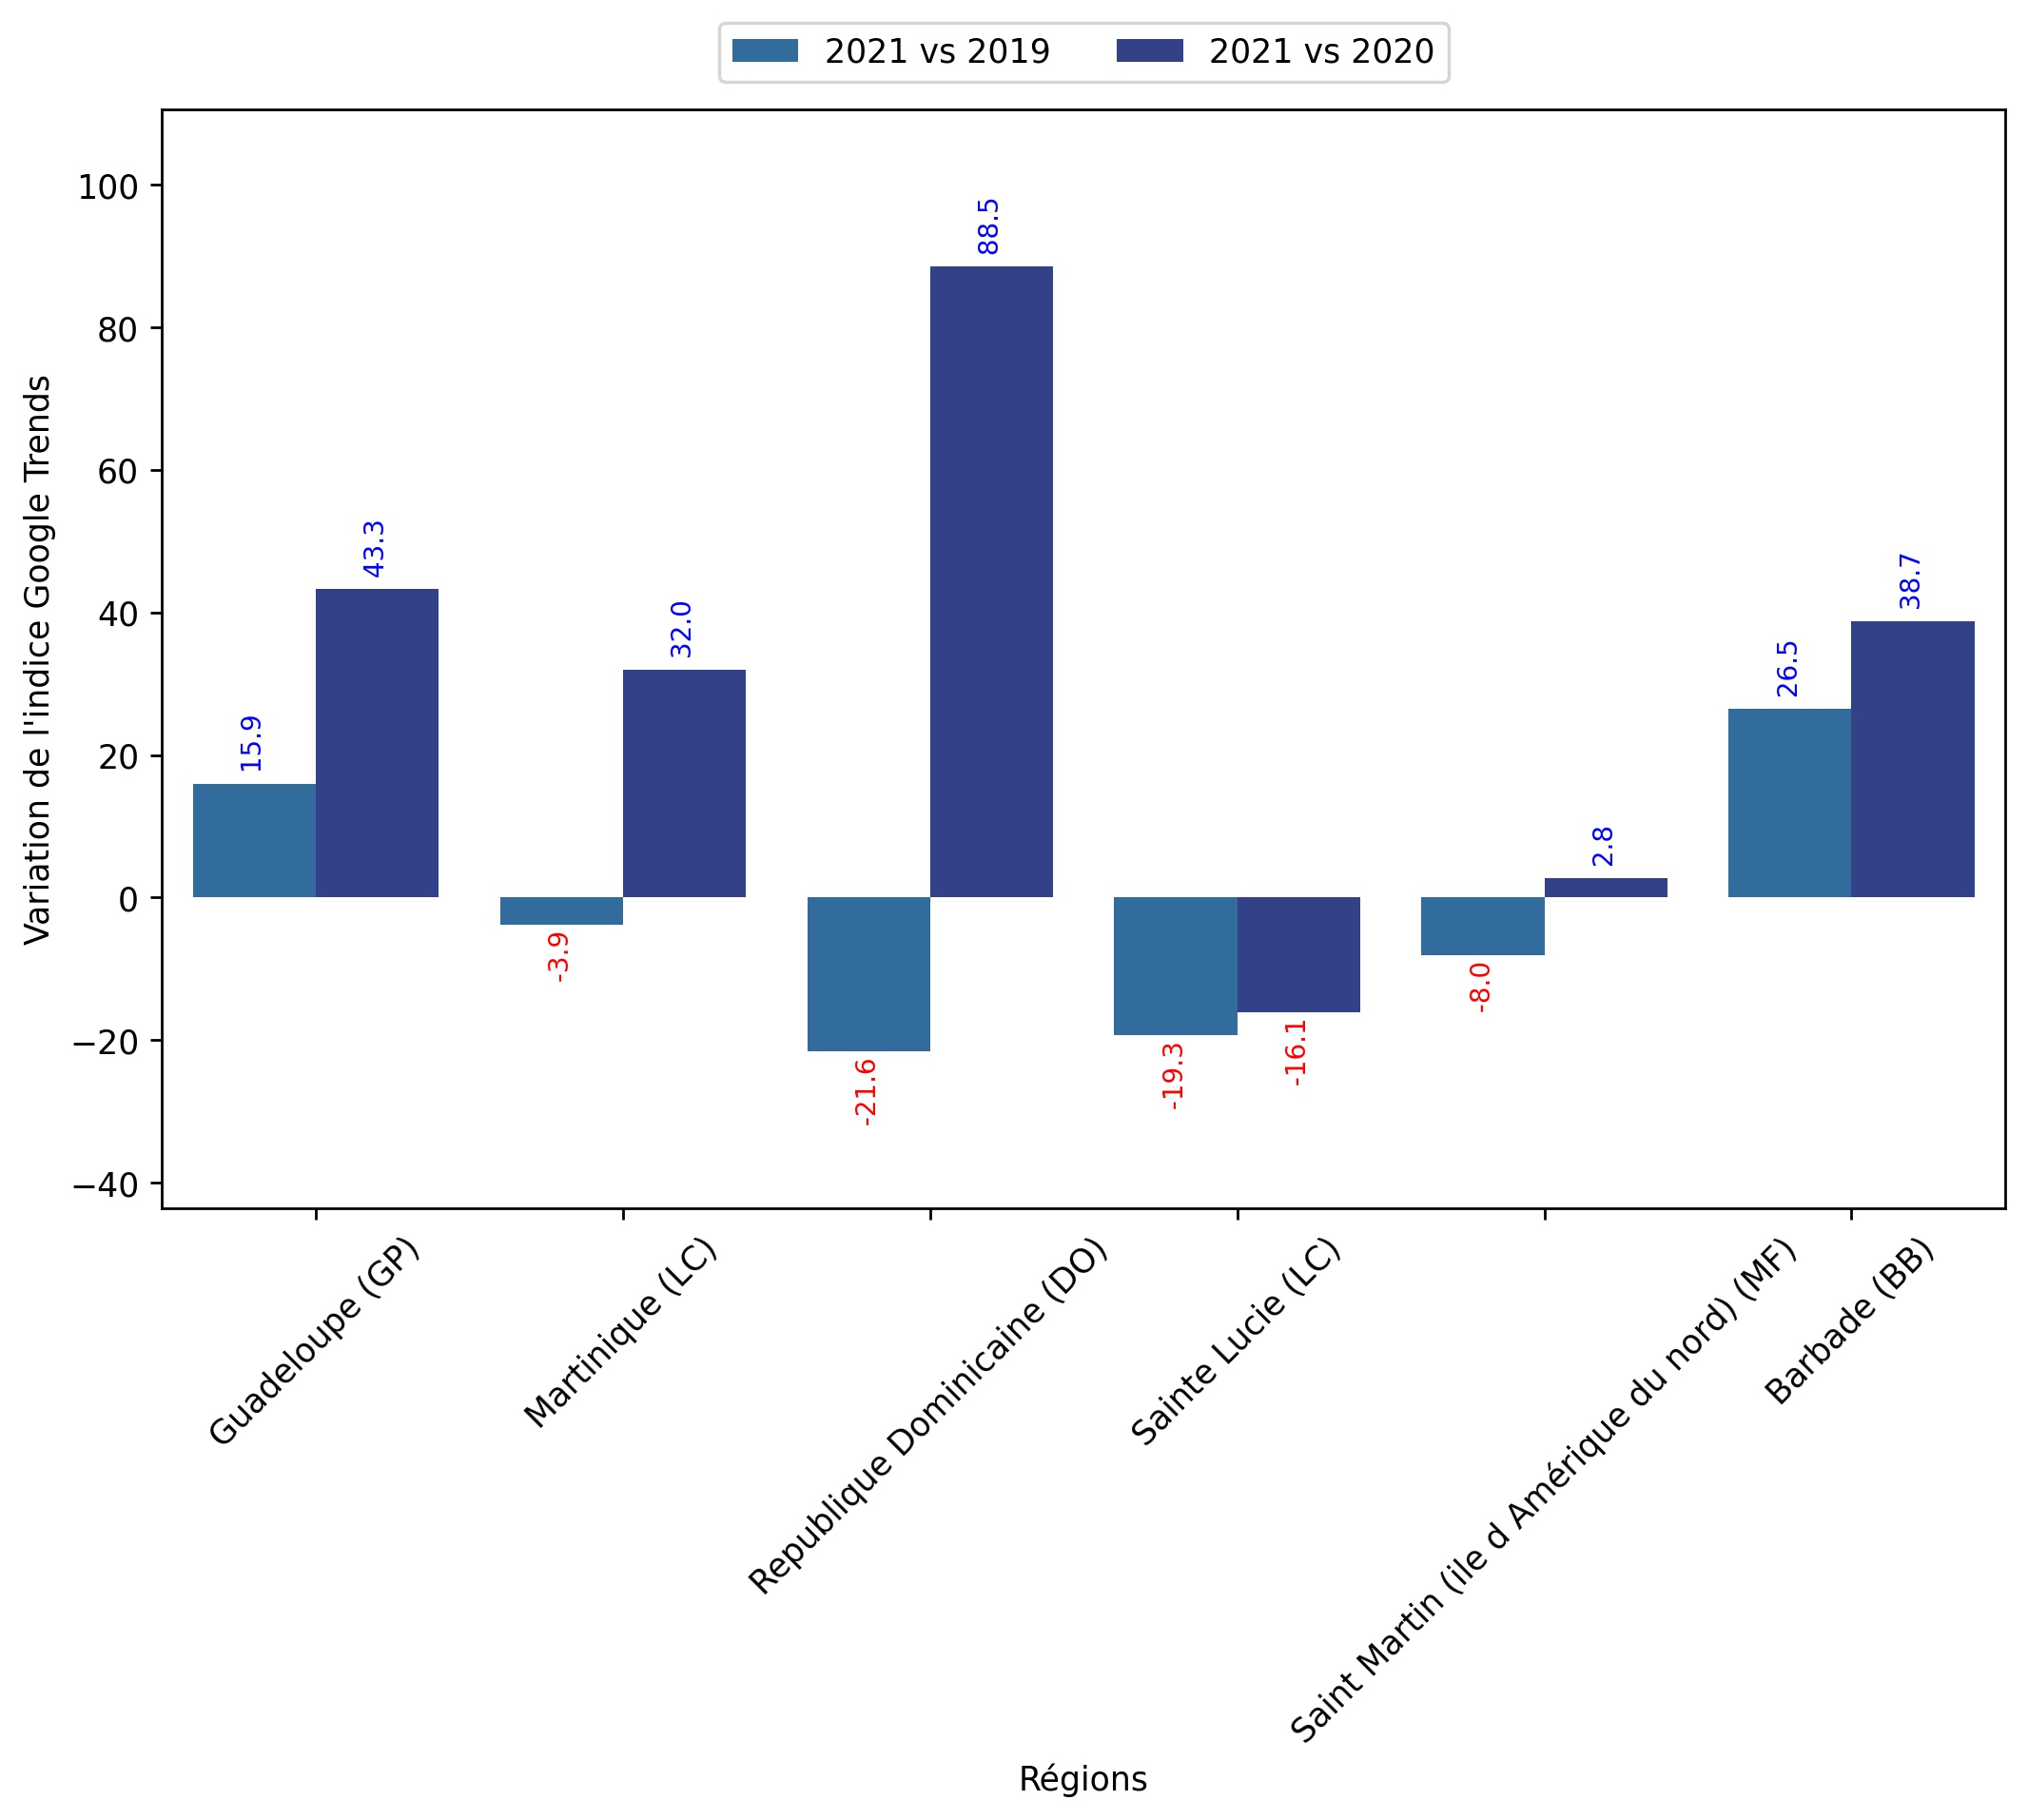 2021 vs 2019
2021 vs 2020
Variation de l'indice Google Trends
100
80
60
40
20
0
−20
−40
15.9
43.3
-3.9
32.0
-21.6
88.5
-19.3
-16.1
-8.0
2.8
26.5
38.7
Guadeloupe (GP)
Martinique (LC)
Republique Dominicaine (DO)
Sainte Lucie (LC)
Saint Martin (ile d Amérique du nord) (MF)
Barbade (BB)
Régions